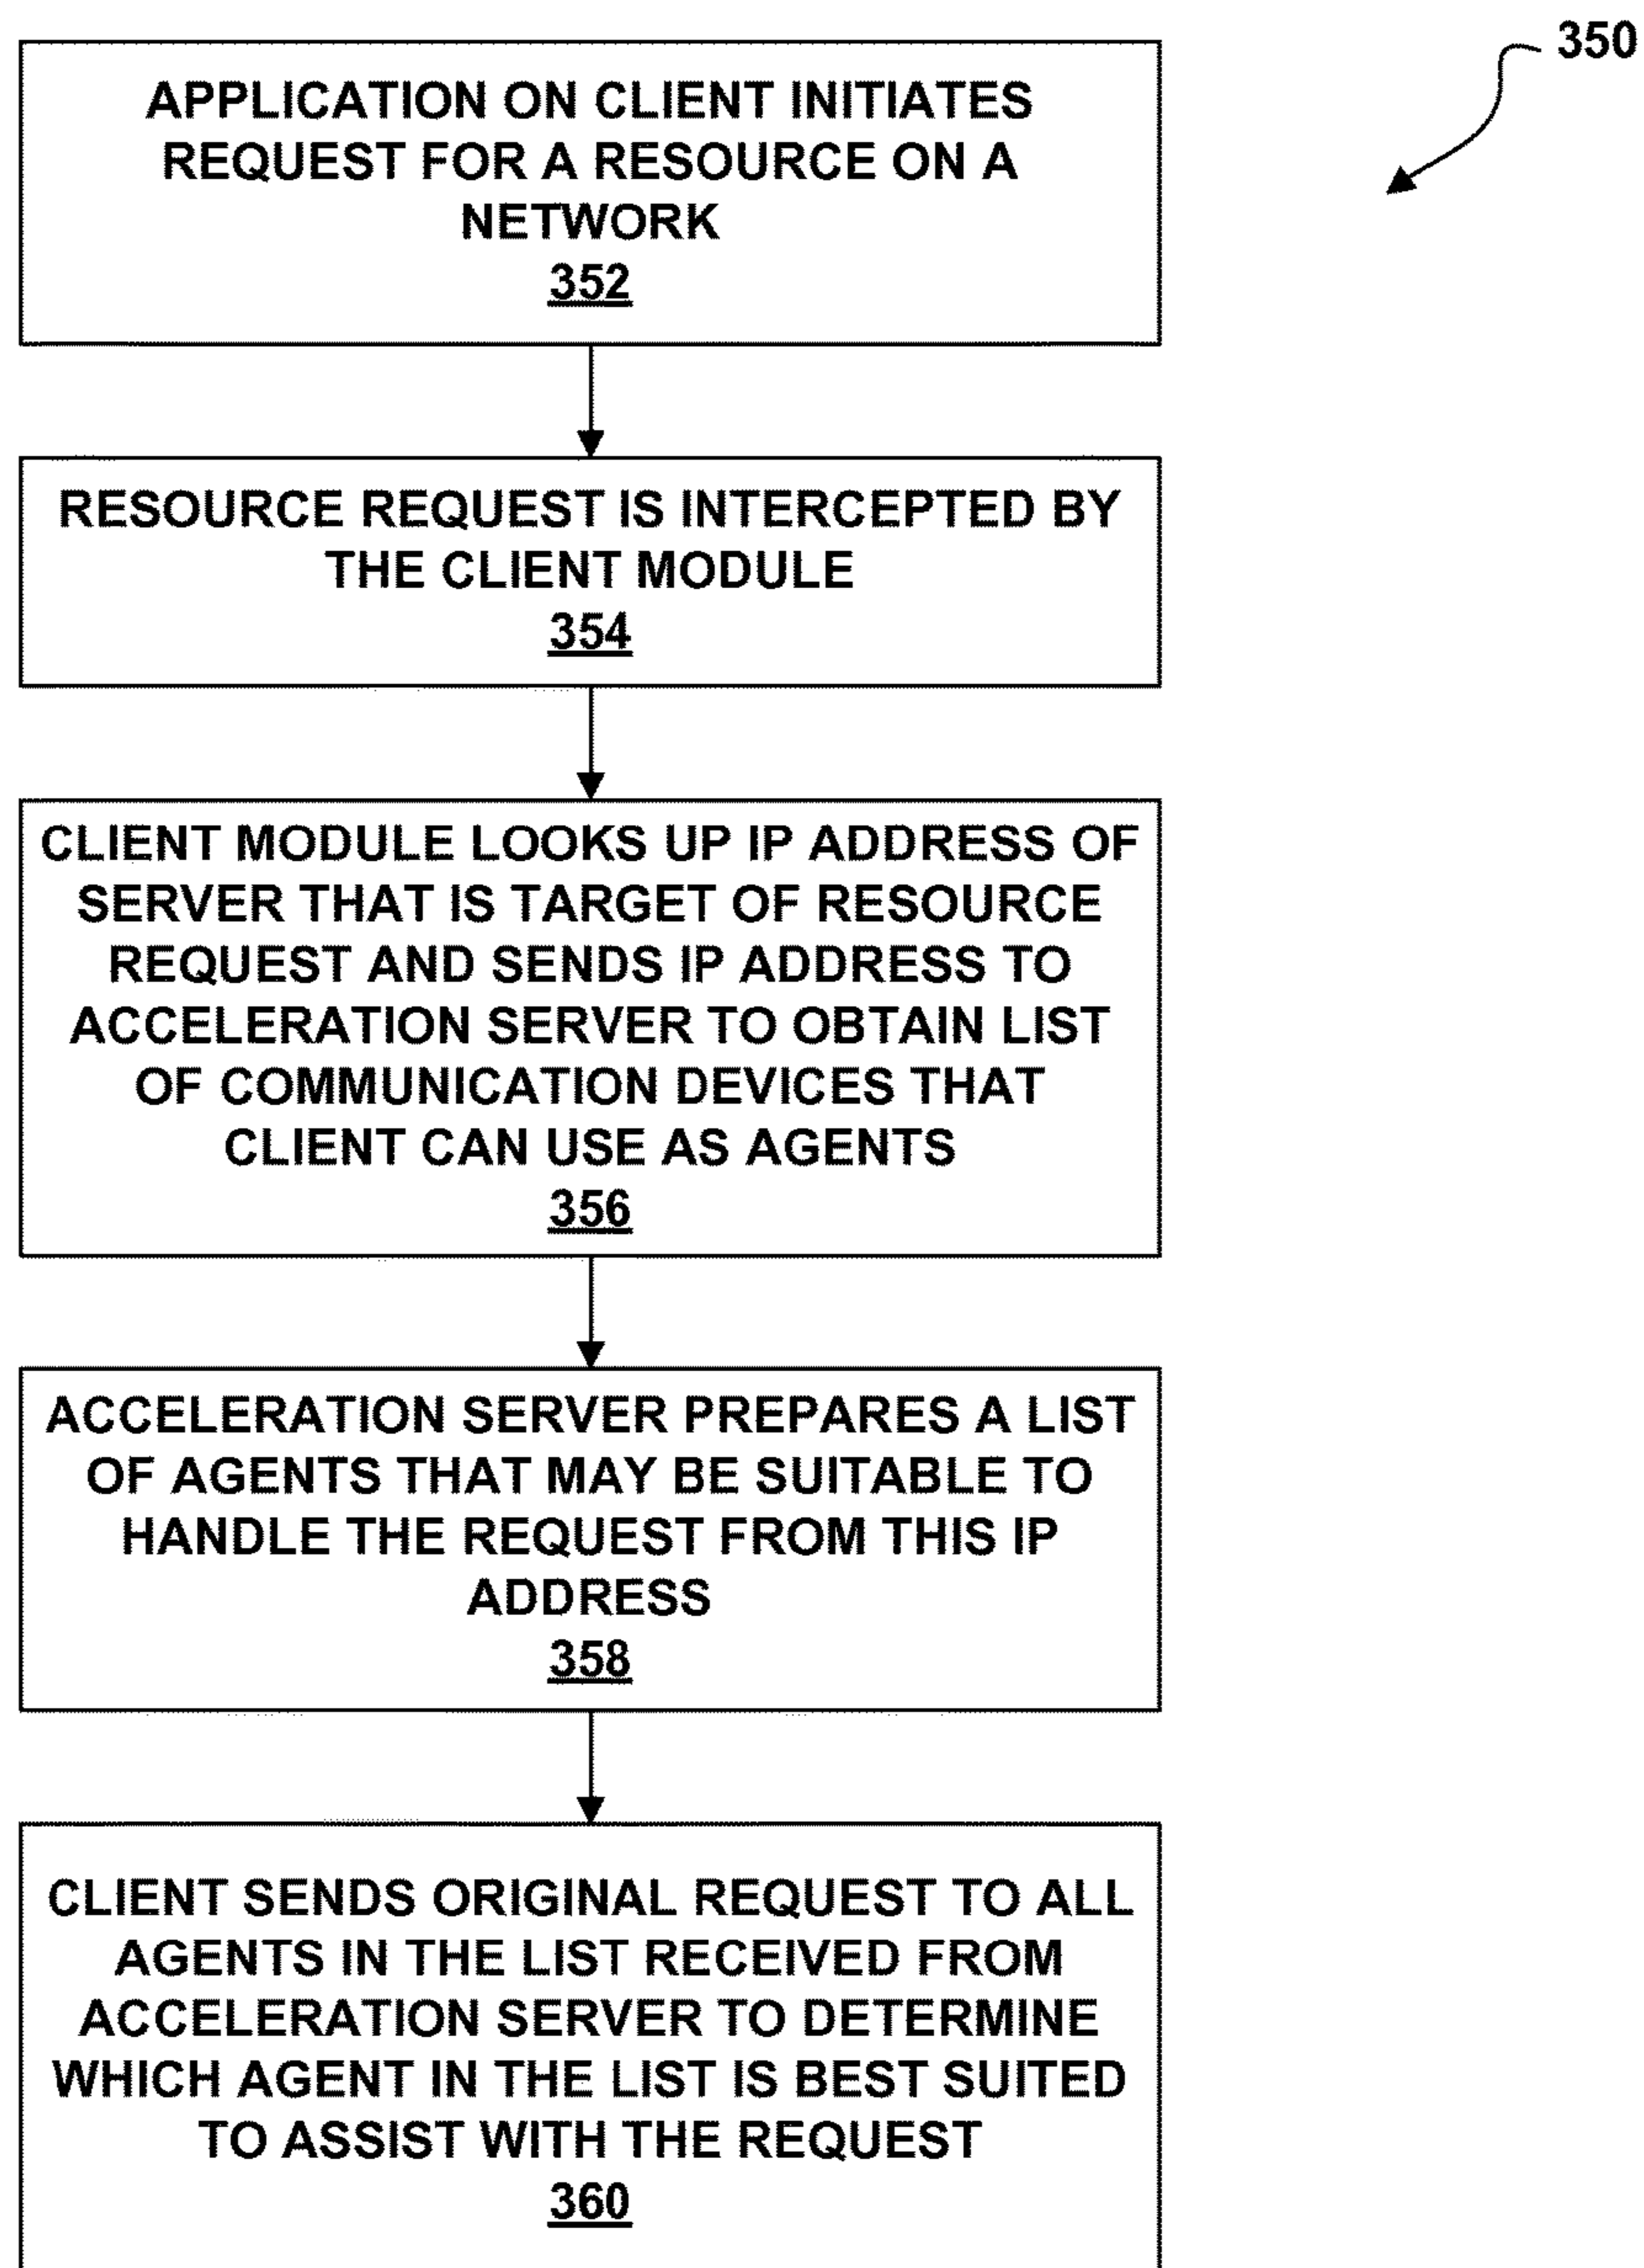 350
APPLICATION ON CLIENT INITIATES
REQUEST FOR A RESOURCE ON A
NETWORK
352
RESOURCE REQUEST IS INTERCEPTED BY
THE CLIENT MODULE
354
CLIENT MODULE LOOKS UP IP ADDRESS OF
SERVER THAT IS TARGET OF RESOURCE
REQUEST AND SENDS IP ADDRESS TO
ACCELERATION SERVER TO OBTAIN LIST
OF COMMUNICATION DEVICES THAT
CLIENT CAN USE AS AGENTS
356
ACCELERATION SERVER PREPARES A LIST
OF AGENTS THAT MAY BE SUITABLE TO
HANDLE THE REQUEST FROM THIS IP
ADDRESS
358
CLIENT SENDS ORIGINAL REQUEST TO ALL
AGENTS IN THE LIST RECEIVED FROM
ACCELERATION SERVER TO DETERMINE
WHICH AGENT IN THE LIST IS BEST SUITED
TO ASSIST WITH THE REQUEST
360